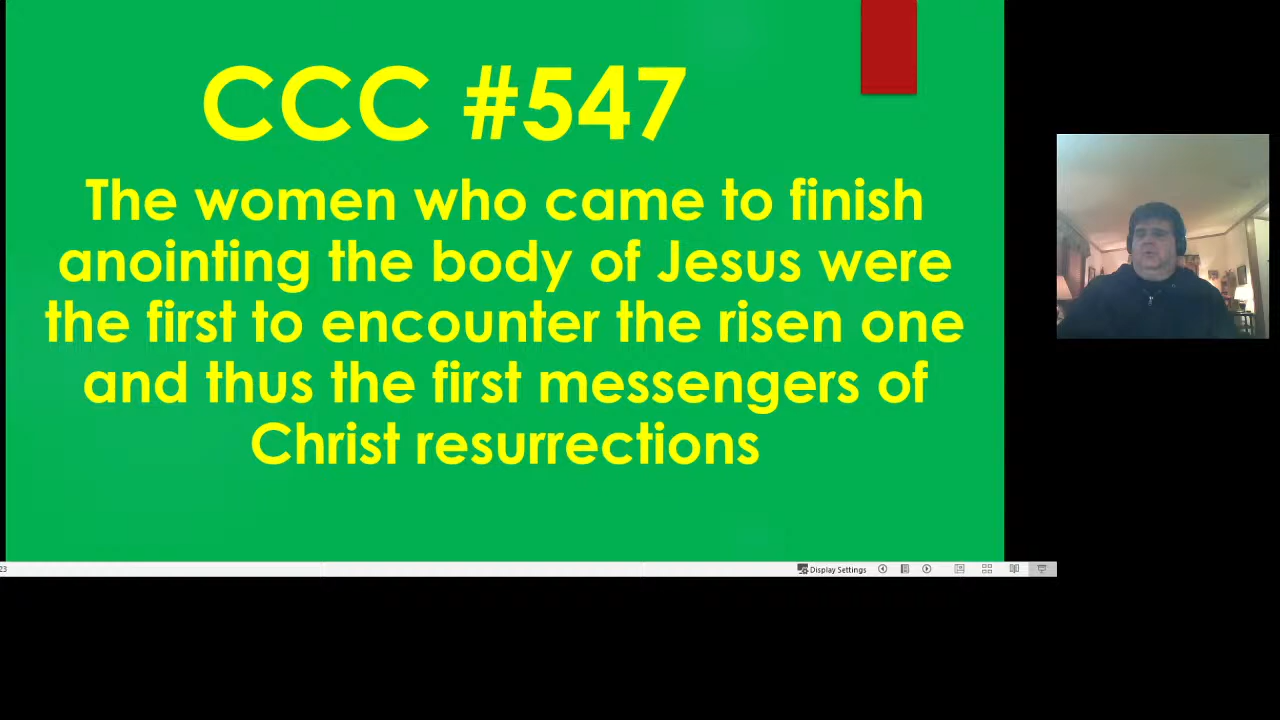 CCC #547
The women who came to finish
anointing the body of Jesus were
the first to encounter the risen one
and thus the first messengers of
Christ resurrections
23
Display Settings